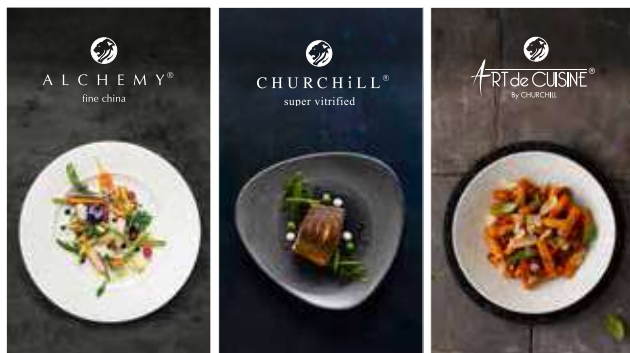 ALCHEMY®
fine china
CHURCHiLL®
super vitrified
ART de CUISINE®
By CHURCHILL